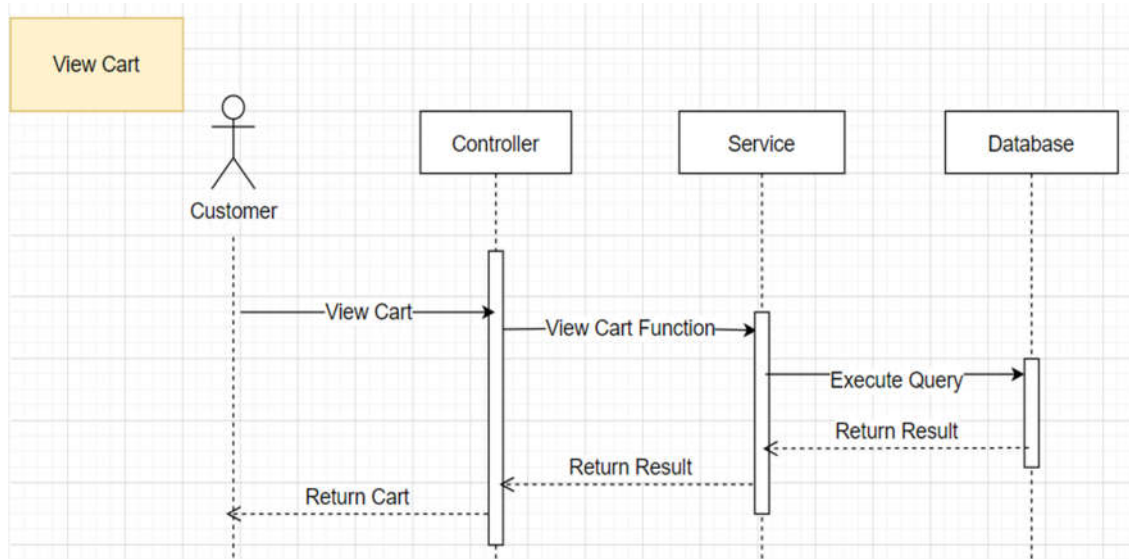 View Cart
Controller
Service
Database
Customer
View Cart
View Cart Function
Execute Query
Return Result
Return Result
Return Cart